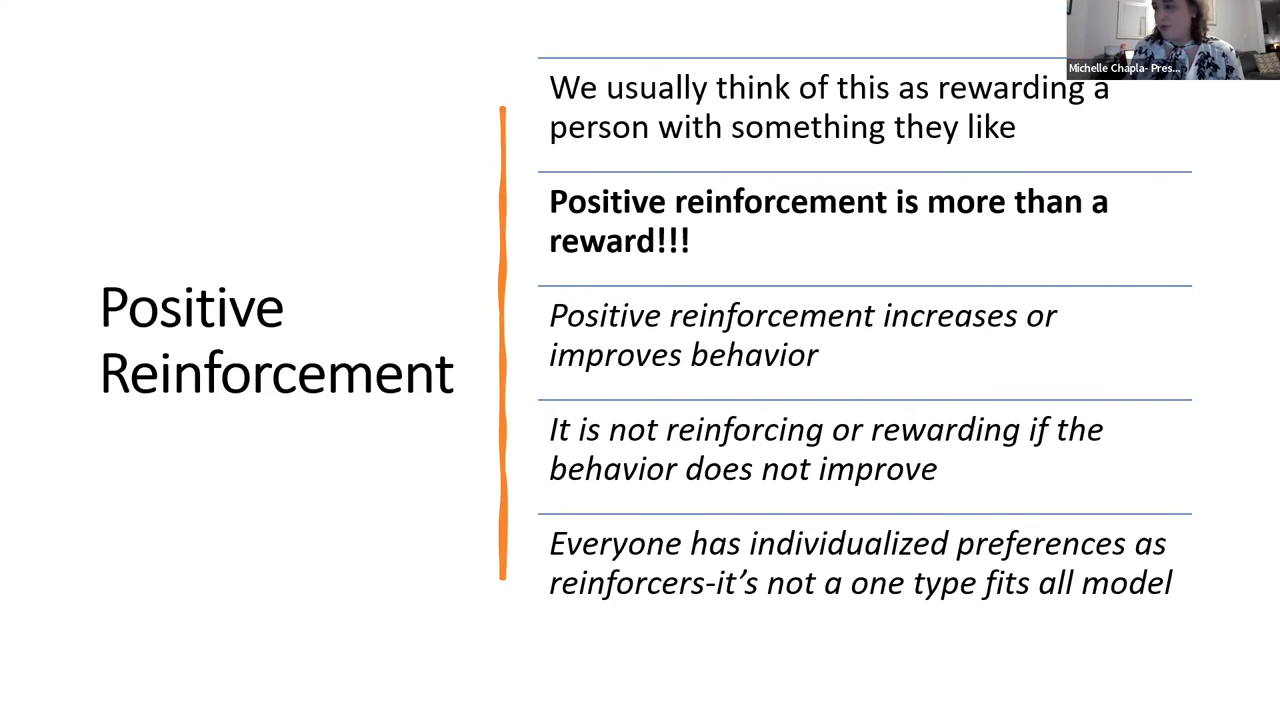 Michelle Chapla- Pres...
Positive
Reinforcement
We usually think of this as rewarding a
person with something they like
Positive reinforcement is more than a
reward!!!
Positive reinforcement increases or
improves behavior
It is not reinforcing or rewarding if the
behavior does not improve
Everyone has individualized preferences as
reinforcers-it’s not a one type fits all model